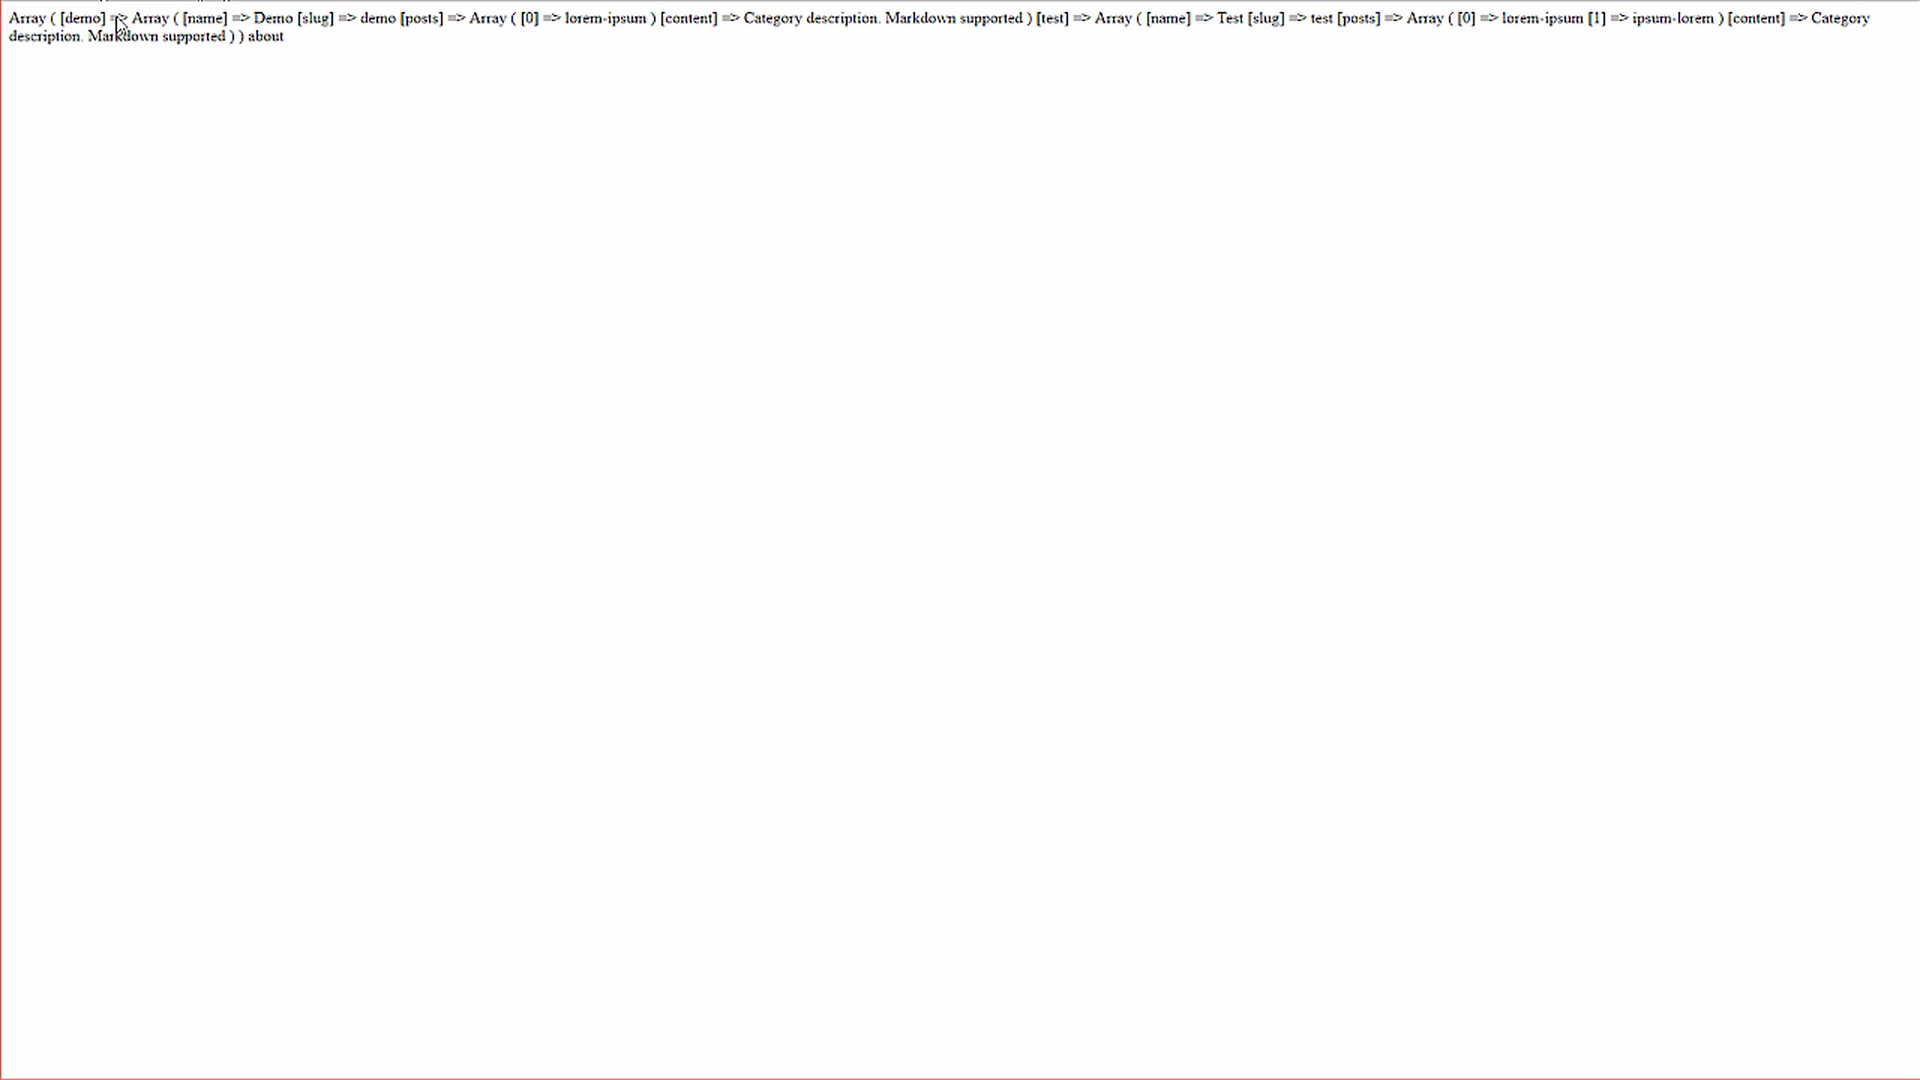 Array ( [demo] => Array ( [name] => Demo [slug] => demo [posts] => Array ( [0] => lorem-ipsum ) [content] => Category description. Markdown supported ) [test] => Array ( [name] => Test [slug] => test [posts] => Array ( [0] => lorem-ipsum [1] => ipsum-lorem ) [content] => Category
description. Markdown supported ) ) about